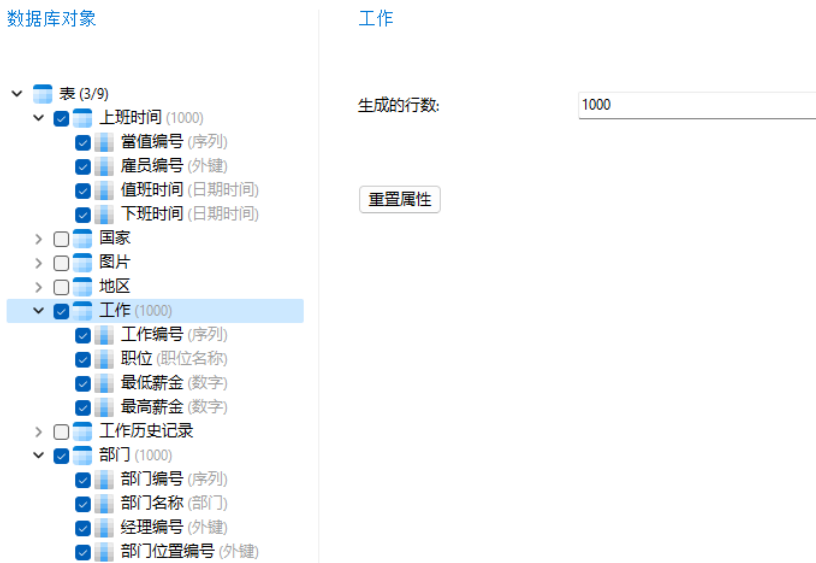 数据库对象
工作
表 (3/9)
上班时间 (1000)
生成的行数: 1000
當值编号 (序列)
雇员编号 (外键)
值班时间 (日期时间)
重置属性
下班时间 (日期时间)
国家
图片
地区
工作 (1000)
工作编号 (序列)
职位 (职位名称)
最低薪金 (数字)
最高薪金 (数字)
工作历史记录
部门 (1000)
部门编号 (序列)
部门名称 (部门)
经理编号 (外键)
部门位置编号 (外键)